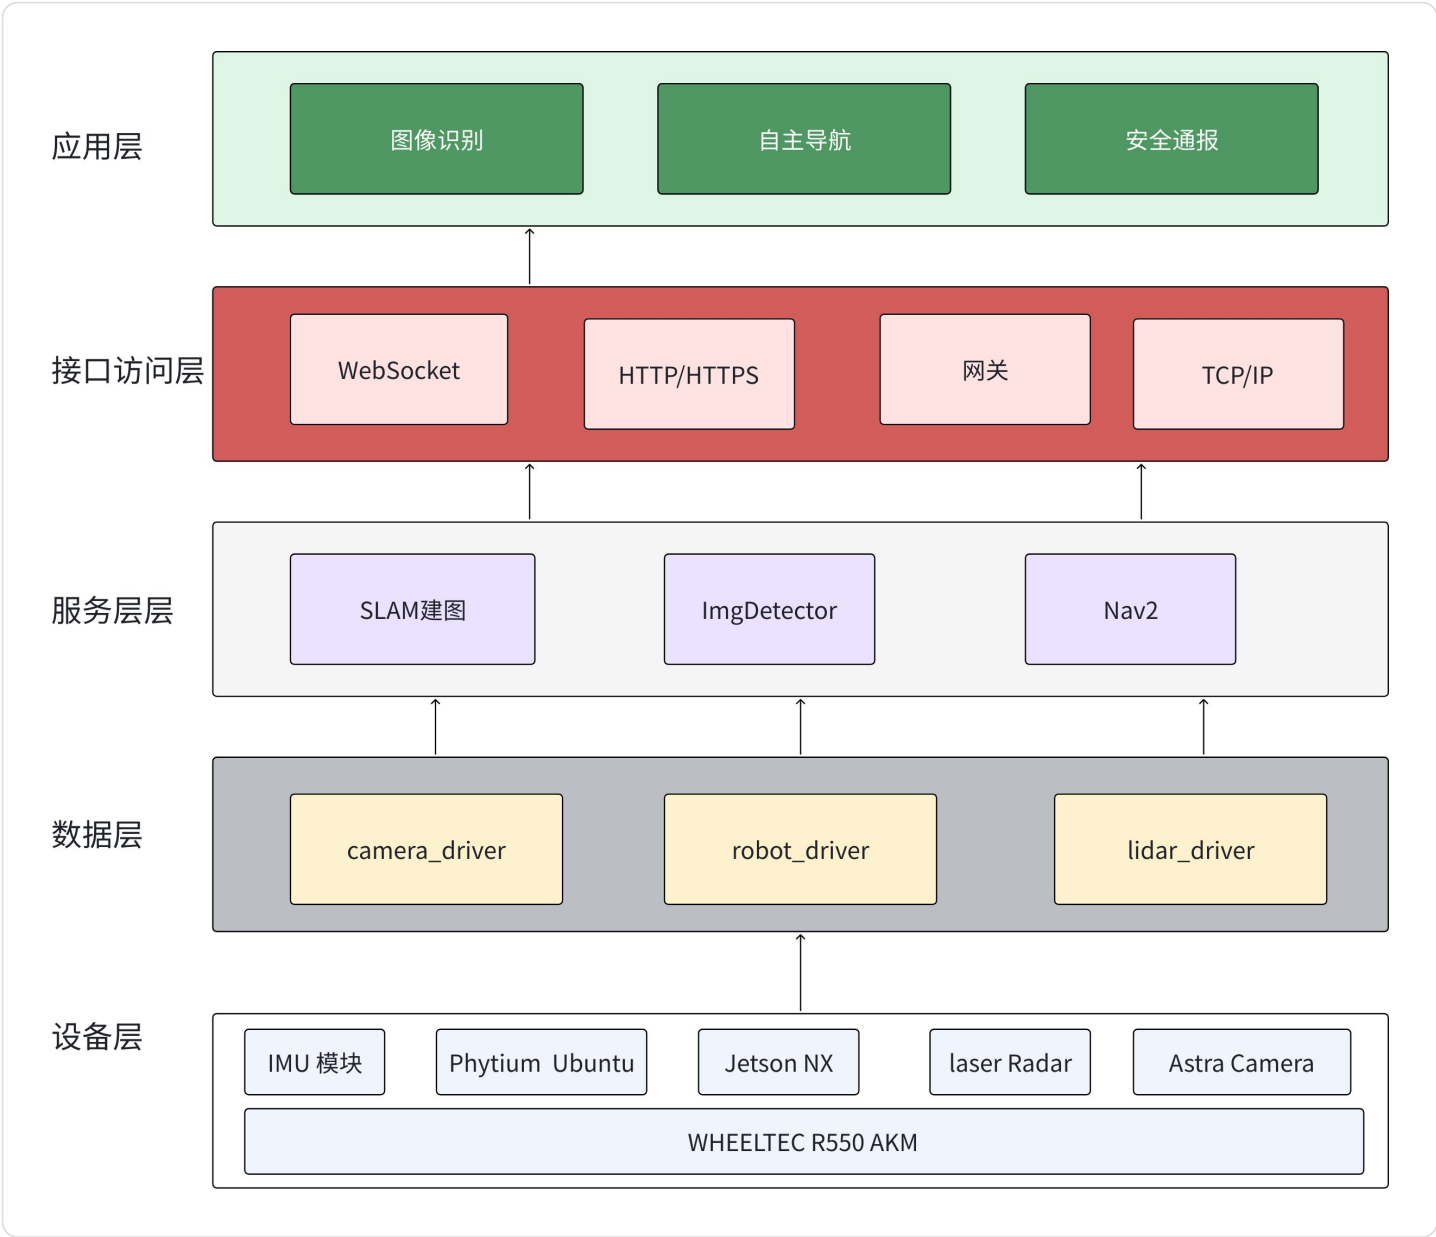 应用层
图像识别
自主导航
安全通报
接口访问层
WebSocket
HTTP/HTTPS
网关
TCP/IP
服务层层
SLAM建图
ImgDetector
Nav2
数据层
camera_driver
robot_driver
lidar_driver
设备层
IMU 模块
Phytium  Ubuntu
Jetson NX
laser Radar
Astra Camera
WHEELTEC R550 AKM